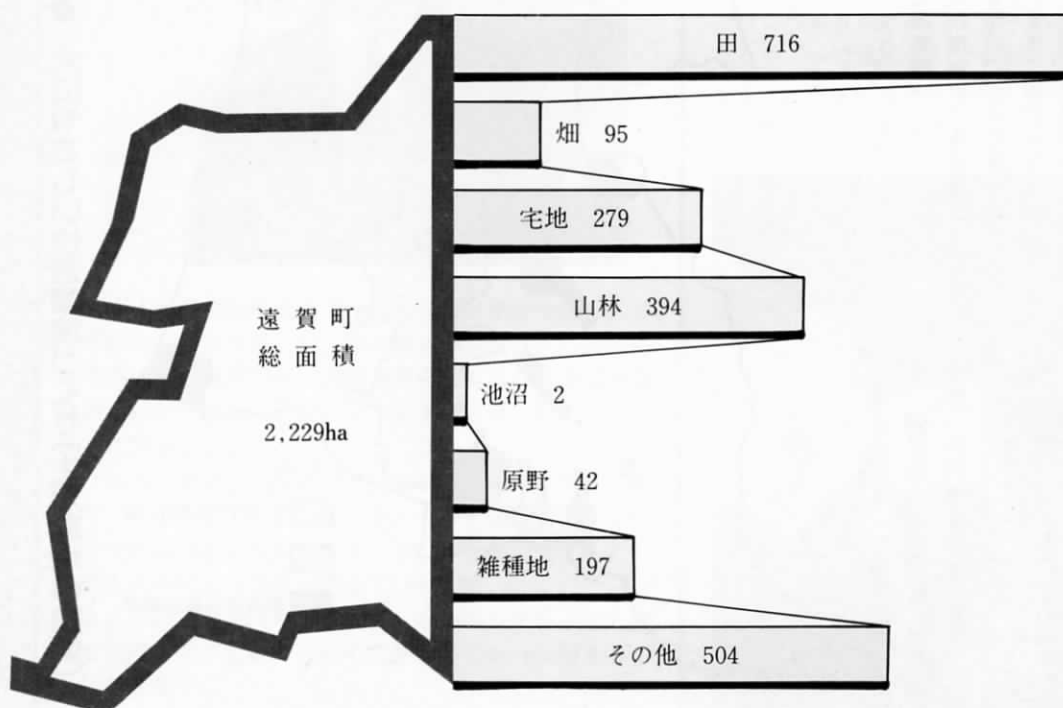 田 716
畑 95
宅地 279
山林 394
遠賀町
総面積
2,229ha
池沼 2
原野 42
雑種地 197
その他 504